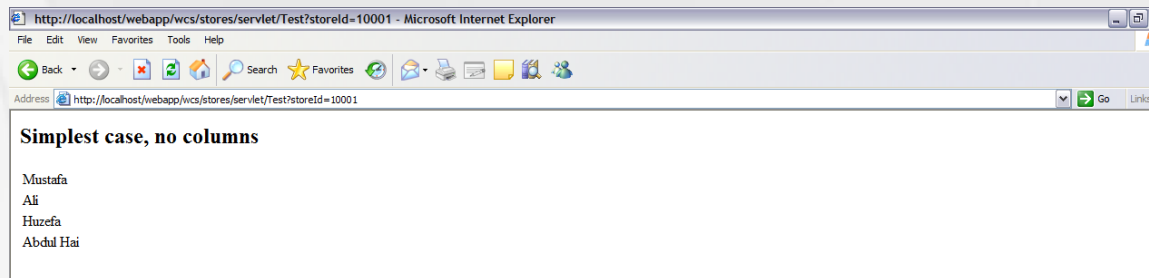 http://localhost/webapp/wcs/stores/servlet/Test?storeId=10001 - Microsoft Internet Explorer
File Edit View Favorites Tools Help
Back Search Favorites
Address http://localhost/webapp/wcs/stores/servlet/Test?storeId=10001 Go Links
Simplest case, no columns
Mustafa
Ali
Huzefa
Abdul Hai